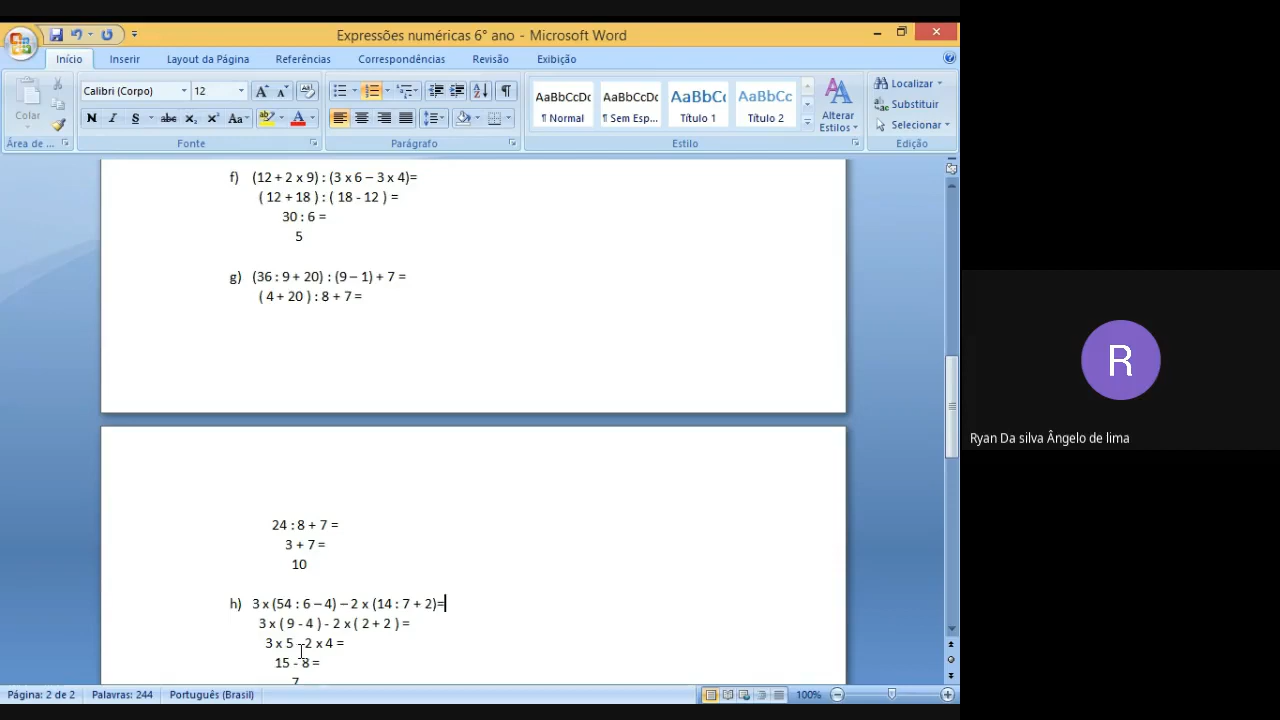 Expressões numéricas 6° ano - Microsoft Word
Início Inserir Layout da Página Referências Correspondências Revisão Exibição
Colar
Calibri (Corpo) 12
N I S abc x₂ x² Aa
AaBbCcDc AaBbCcDc AaBbCc AaBbCc
¶ Normal ¶ Sem Esp... Título 1 Título 2
Alterar Estilos
Localizar
Substituir
Selecionar
Área de ... Fonte Parágrafo Estilo Edição
f) (12 + 2 x 9) : (3 x 6 – 3 x 4)=
( 12 + 18 ) : ( 18 - 12 ) =
30 : 6 =
5
g) (36 : 9 + 20) : (9 – 1) + 7 =
( 4 + 20 ) : 8 + 7 =
24 : 8 + 7 =
3 + 7 =
10
h) 3 x (54 : 6 – 4) – 2 x (14 : 7 + 2)=
3 x ( 9 - 4 ) - 2 x ( 2 + 2 ) =
3 x 5 - 2 x 4 =
15 - 8 =
7
Página: 2 de 2 Palavras: 244 Português (Brasil) 100%
R
Ryan Da silva Ângelo de lima